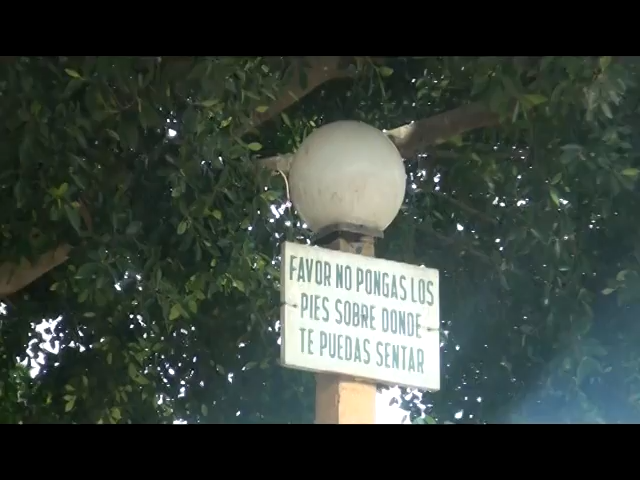 FAVOR NO PONGAS LOS
PIES SOBRE DONDE
TE PUEDAS SENTAR